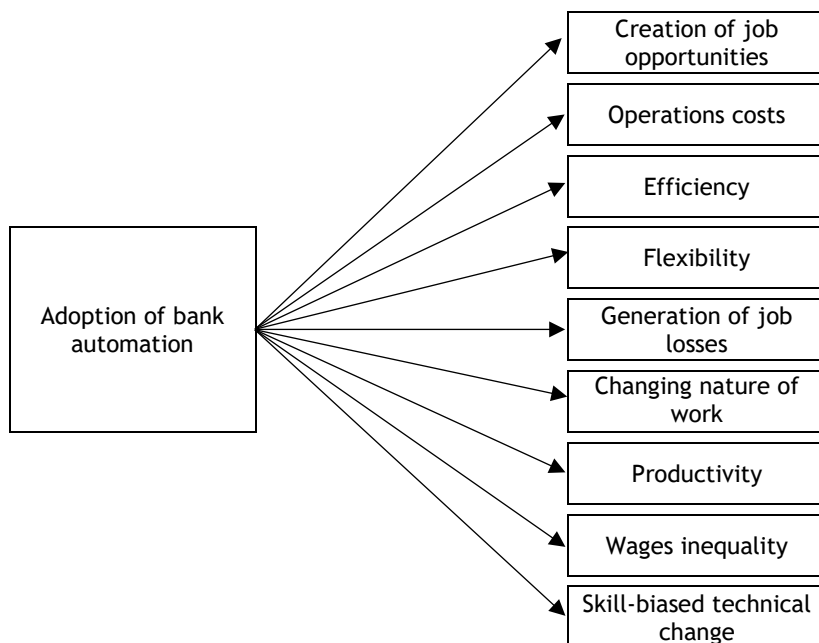 Creation of job
opportunities
Operations costs
Efficiency
Flexibility
Adoption of bank
automation
Generation of job
losses
Changing nature of
work
Productivity
Wages inequality
Skill-biased technical
change